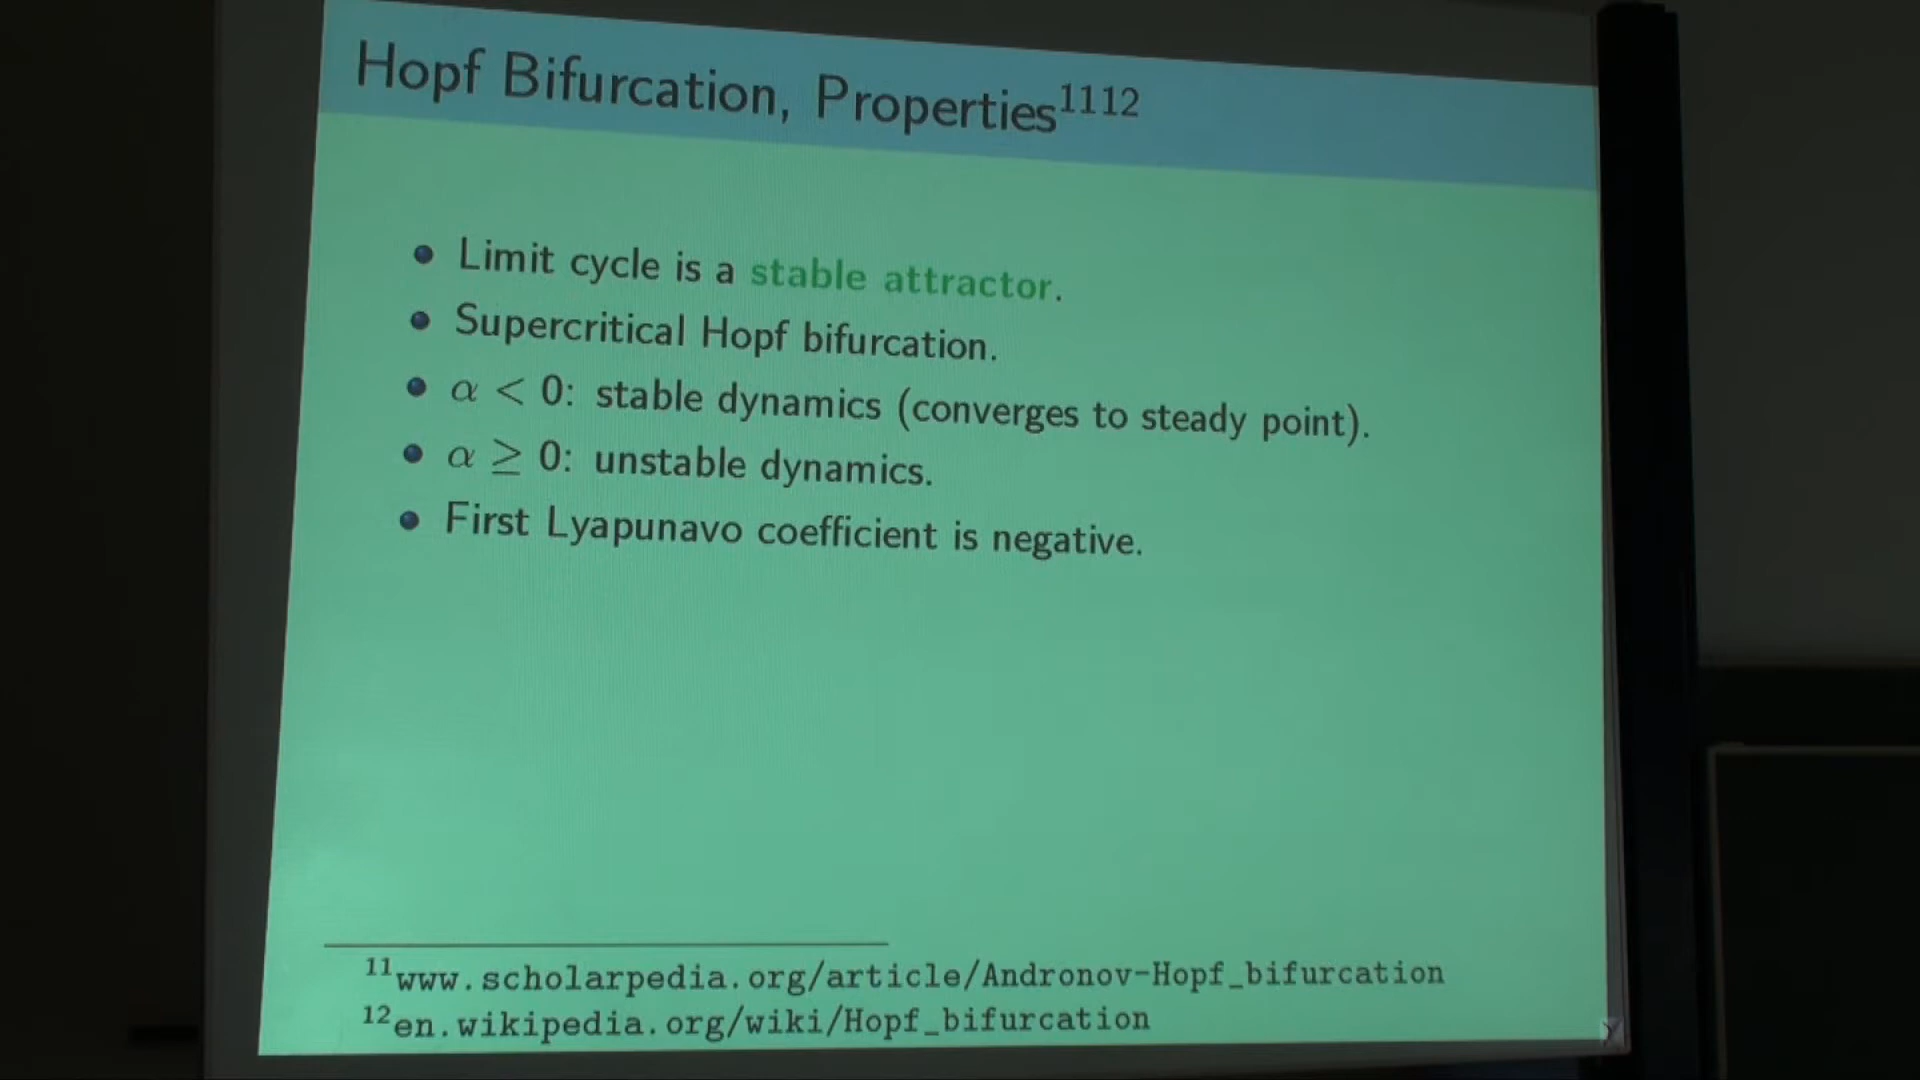 Hopf Bifurcation, Properties¹¹¹²
• Limit cycle is a stable attractor.
• Supercritical Hopf bifurcation.
• α < 0: stable dynamics (converges to steady point).
• α ≥ 0: unstable dynamics.
• First Lyapunavo coefficient is negative.
¹¹www.scholarpedia.org/article/Andronov-Hopf_bifurcation
¹²en.wikipedia.org/wiki/Hopf_bifurcation